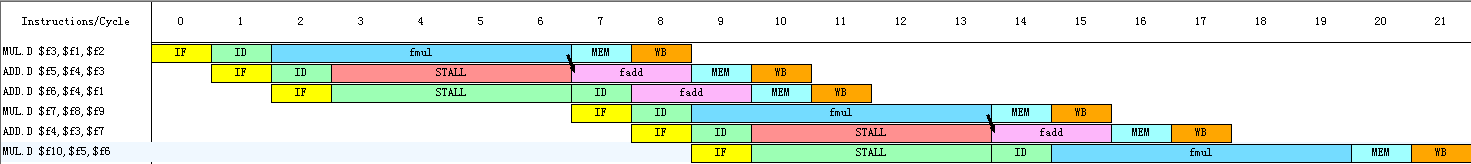 Instructions/Cycle 0 1 2 3 4 5 6 7 8 9 10 11 12 13 14 15 16 17 18 19 20 21
MUL.D $f3,$f1,$f2 IF ID fmul MEM WB
ADD.D $f5,$f4,$f3 IF ID STALL fadd MEM WB
ADD.D $f6,$f4,$f1 IF STALL ID fadd MEM WB
MUL.D $f7,$f8,$f9 IF ID fmul MEM WB
ADD.D $f4,$f3,$f7 IF ID STALL fadd MEM WB
MUL.D $f10,$f5,$f6 IF STALL ID fmul MEM WB